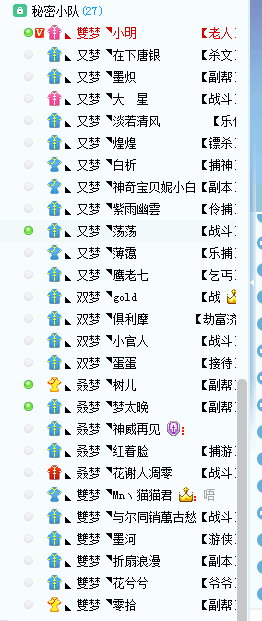 秘密小队(27)
雙梦 ◥小明 【老人】
又梦 ◥在下唐银 【杀文
又梦 ◥墨炽 【副帮
又梦 ◥大 星 【战斗
又梦 ◥淡若清风 【乐
又梦 ◥煌煌 【镖杀
又梦 ◥白析 【捕神
又梦 ◥神奇宝贝妮小白 【副本
又梦 ◥紫雨幽雲 【伶捕
又梦 ◥荡荡 【战斗
又梦 ◥薄霭 【乐捕
又梦 ◥鹰老七 【乞丐
双梦 ◥gold 【战
双梦 ◥俱利摩 【劫富济
双梦 ◥小官人 【战斗
双梦 ◥蛋蛋 【接待
叒梦 ◥树儿 【副帮
叒梦 ◥梦太晚 【副帮
叒梦 ◥神威再见
叒梦 ◥红着脸 【捕游
叒梦 ◥花谢人凋零 【战斗
雙梦 ◥Mn丶猫猫君 唔
雙梦 ◥与尔同销萬古愁 【战斗
雙梦 ◥墨河 【游侠
雙梦 ◥折扇浪漫 【副本
雙梦 ◥花兮兮 【爷爷
雙梦 ◥零拾 【副帮